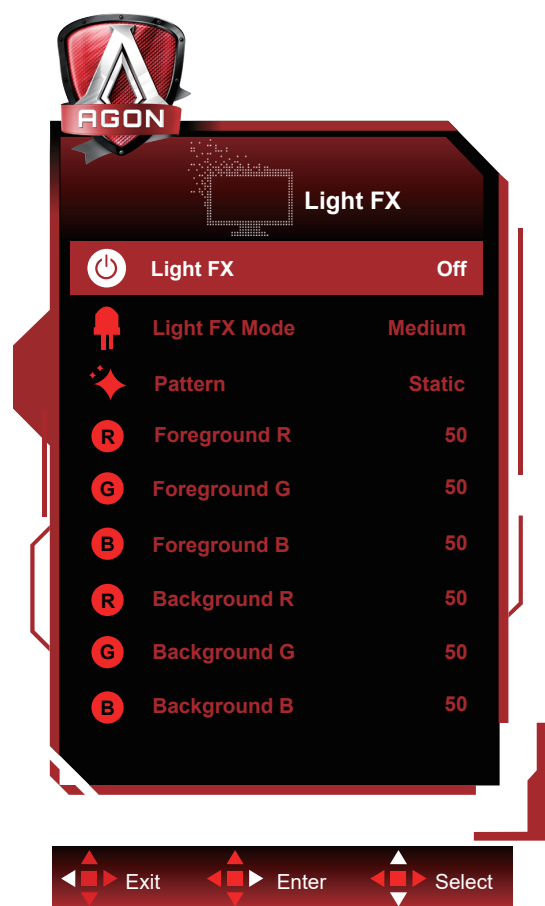 AGON
Light FX
Light FX Off
Light FX Mode Medium
Pattern Static
R Foreground R 50
G Foreground G 50
B Foreground B 50
R Background R 50
G Background G 50
B Background B 50
Exit Enter Select